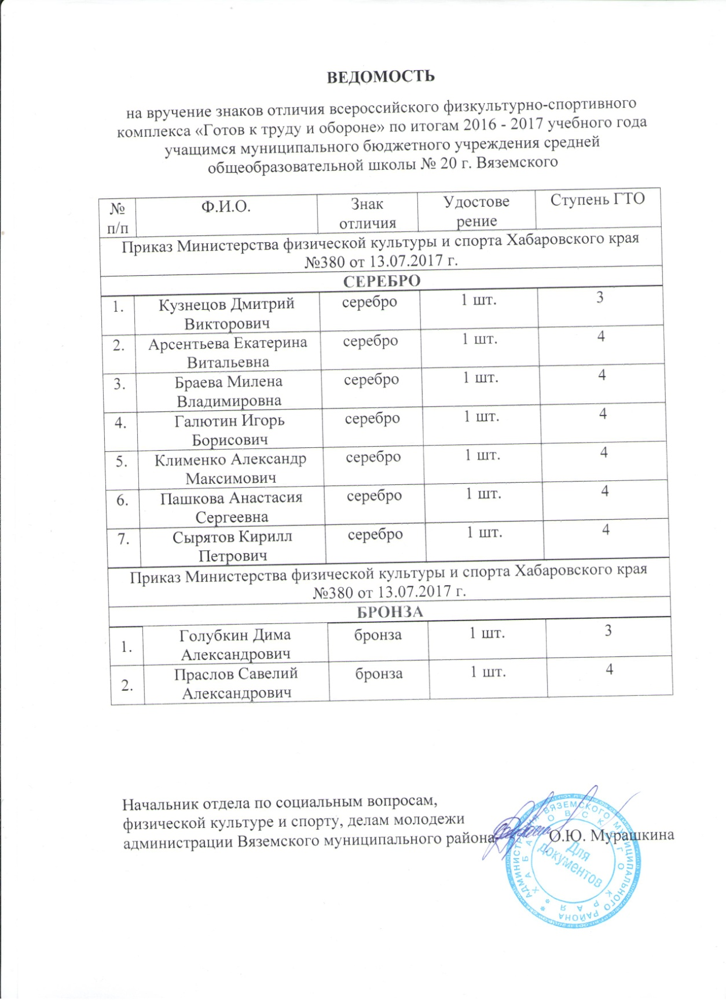 ВЕДОМОСТЬ
на вручение знаков отличия всероссийского физкультурно-спортивного
комплекса «Готов к труду и обороне» по итогам 2016 - 2017 учебного года
учащимся муниципального бюджетного учреждения средней
общеобразовательной школы № 20 г. Вяземского
№ п/п Ф.И.О. Знак отличия Удостове рение Ступень ГТО
Приказ Министерства физической культуры и спорта Хабаровского края
№380 от 13.07.2017 г.
СЕРЕБРО
1. Кузнецов Дмитрий Викторович серебро 1 шт. 3
2. Арсентьева Екатерина Витальевна серебро 1 шт. 4
3. Браева Милена Владимировна серебро 1 шт. 4
4. Галютин Игорь Борисович серебро 1 шт. 4
5. Клименко Александр Максимович серебро 1 шт. 4
6. Пашкова Анастасия Сергеевна серебро 1 шт. 4
7. Сырятов Кирилл Петрович серебро 1 шт. 4
Приказ Министерства физической культуры и спорта Хабаровского края
№380 от 13.07.2017 г.
БРОНЗА
1. Голубкин Дима Александрович бронза 1 шт. 3
2. Праслов Савелий Александрович бронза 1 шт. 4
Начальник отдела по социальным вопросам,
физической культуре и спорту, делам молодежи
администрации Вяземского муниципального района О.Ю. Мурашкина
АДМИНИСТРАЦИЯ ВЯЗЕМСКОГО МУНИЦИПАЛЬНОГО РАЙОНА
ХАБАРОВСКОГО КРАЯ
Для
документов